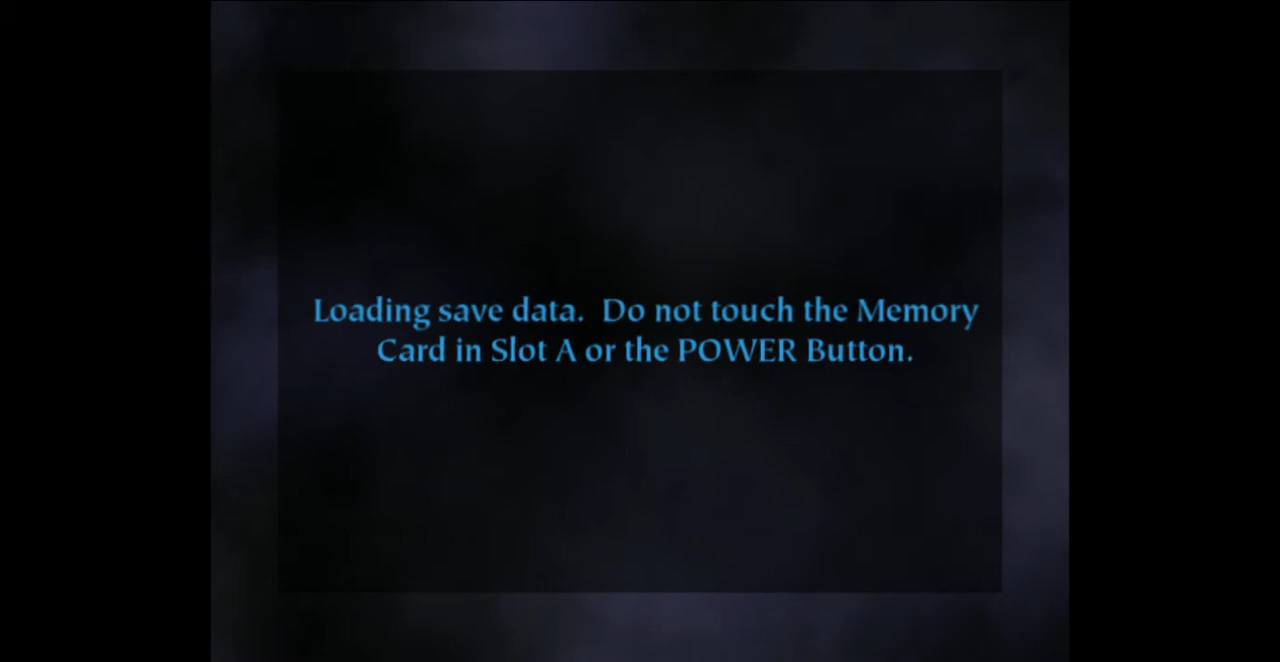 Loading save data.  Do not touch the Memory
Card in Slot A or the POWER Button.